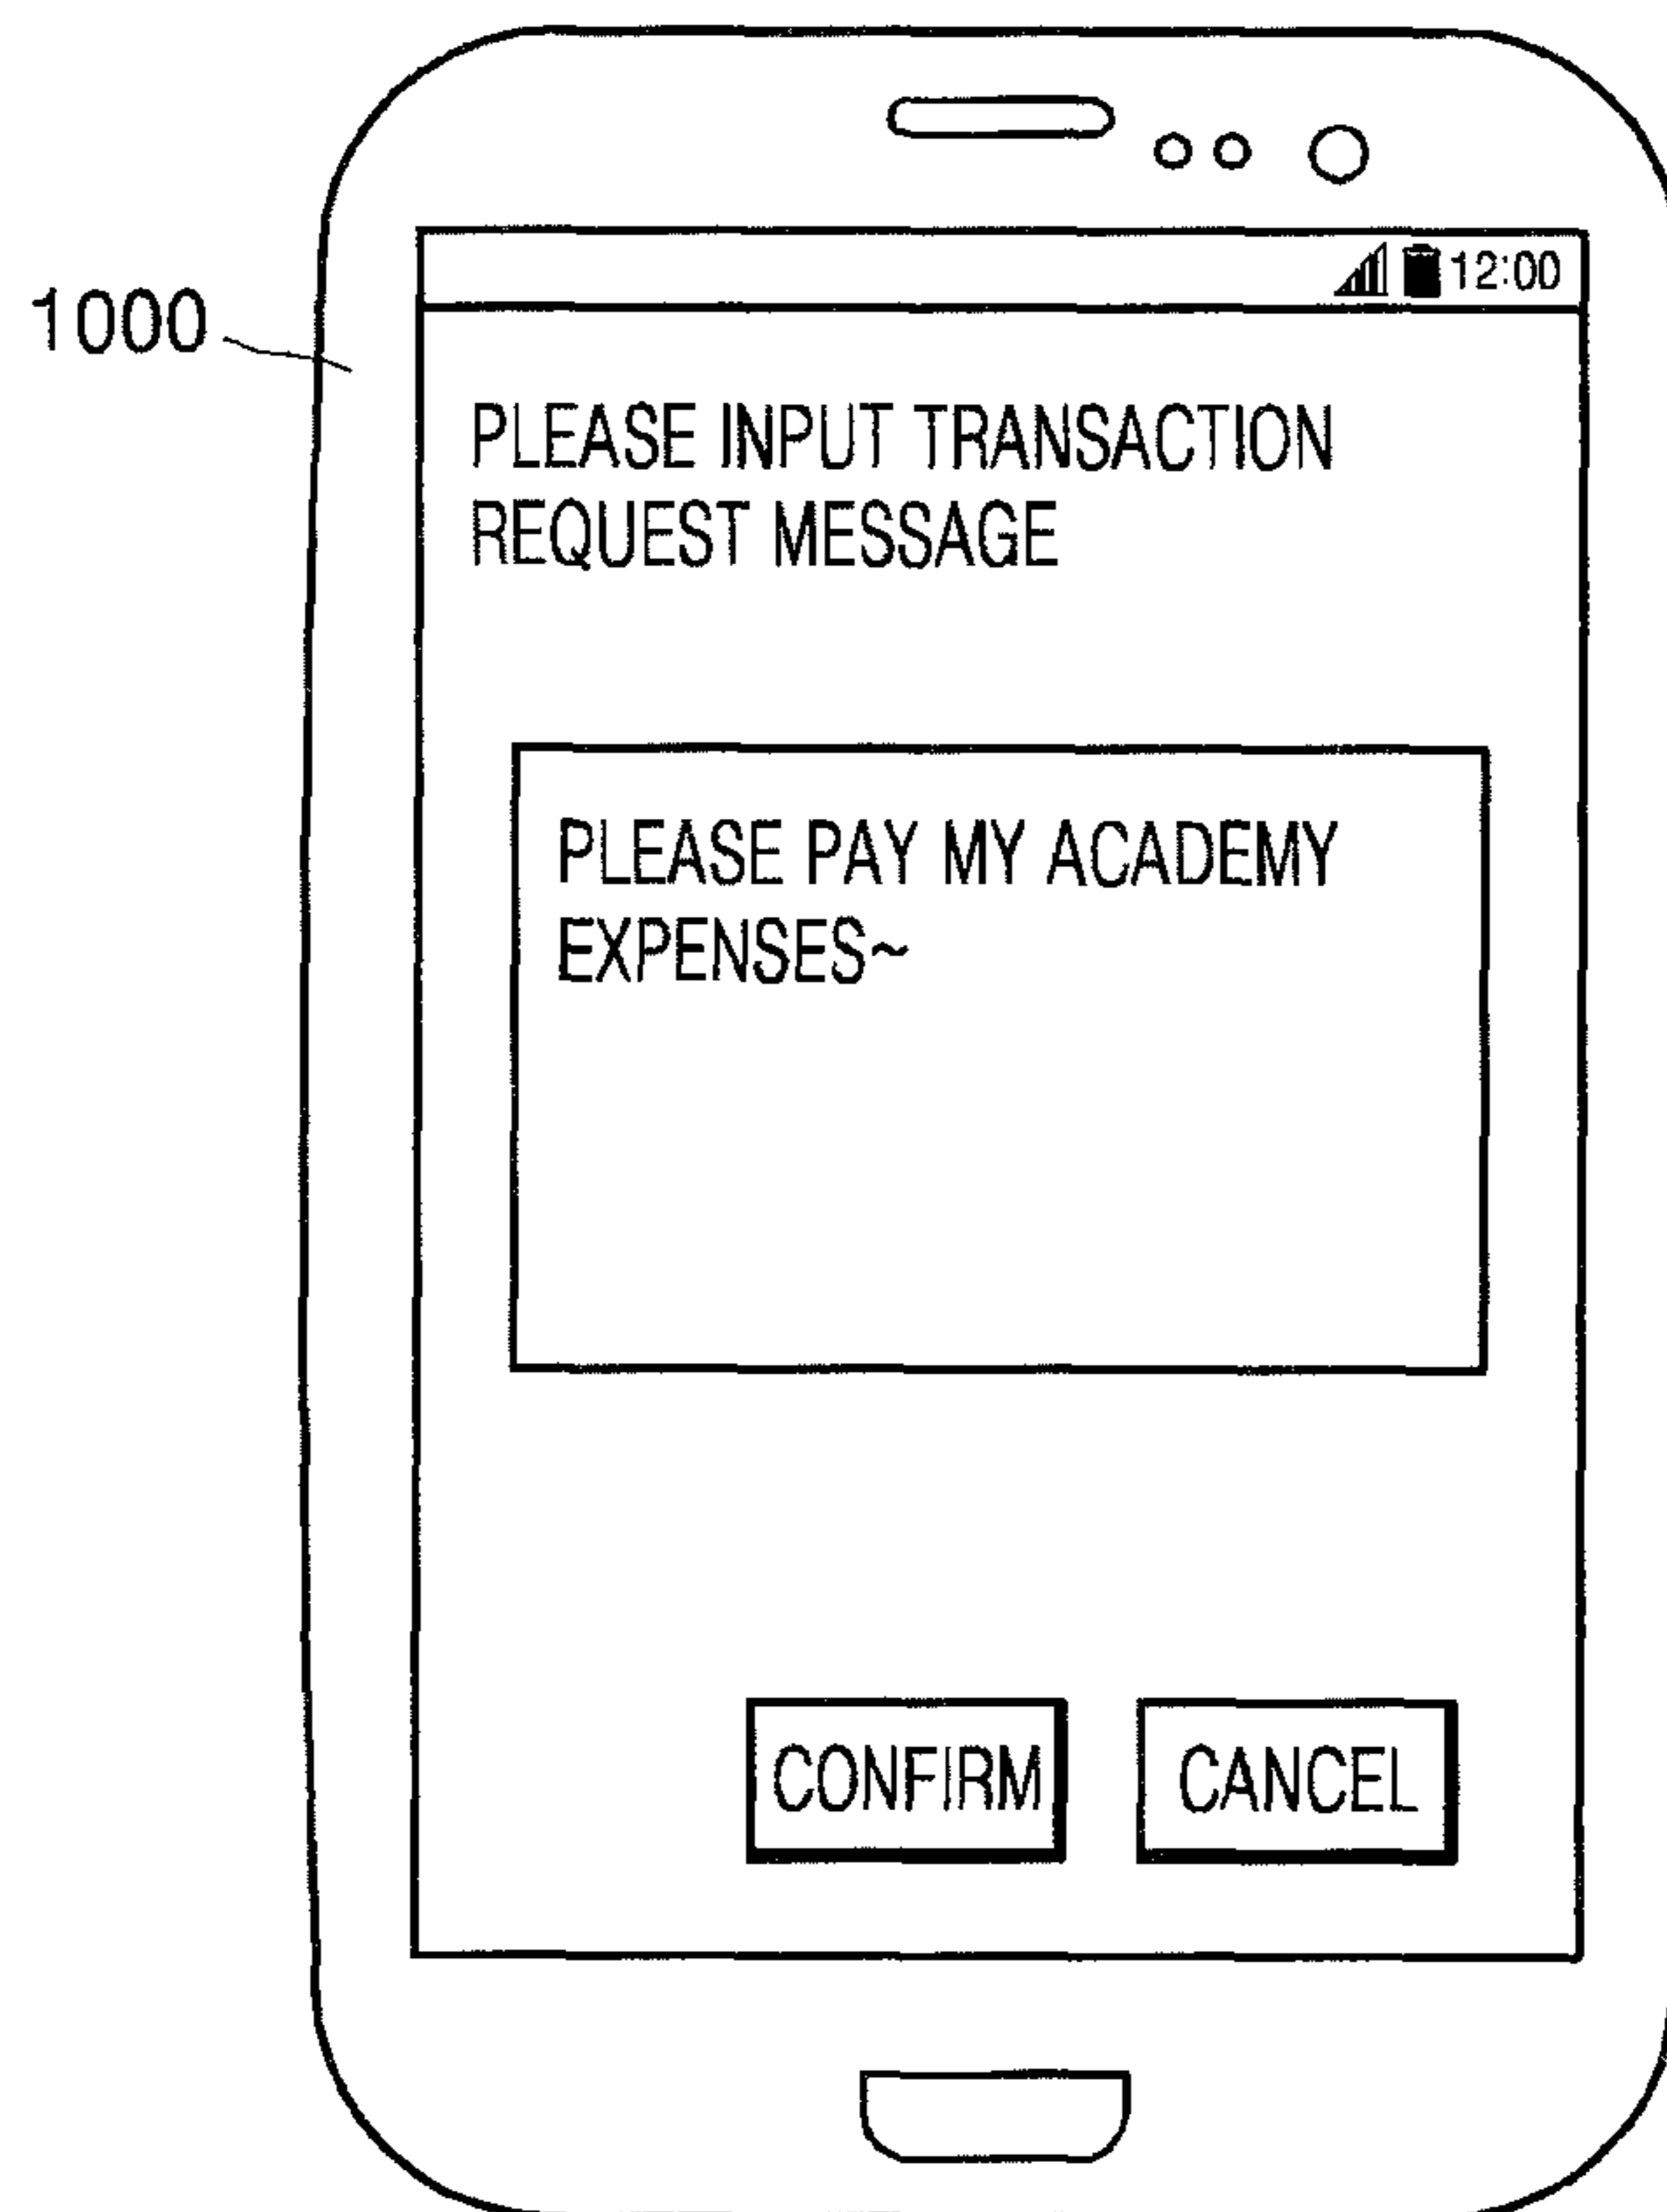 12:00
1000
PLEASE INPUT TRANSACTION
REQUEST MESSAGE
PLEASE PAY MY ACADEMY
EXPENSES~
CONFIRM CANCEL